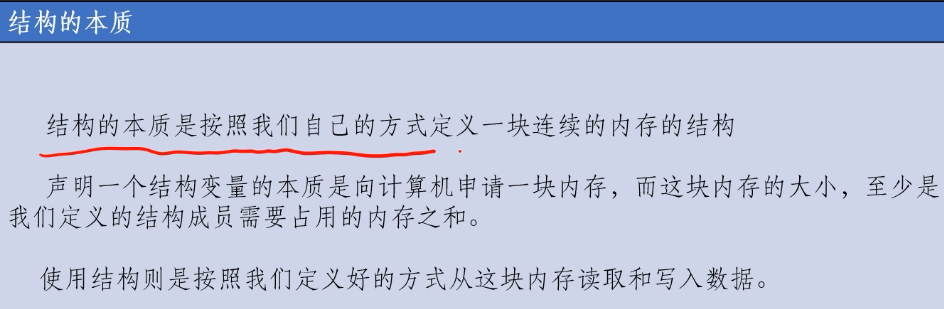 结构的本质
结构的本质是按照我们自己的方式定义一块连续的内存的结构
声明一个结构变量的本质是向计算机申请一块内存，而这块内存的大小，至少是
我们定义的结构成员需要占用的内存之和。
使用结构则是按照我们定义好的方式从这块内存读取和写入数据。